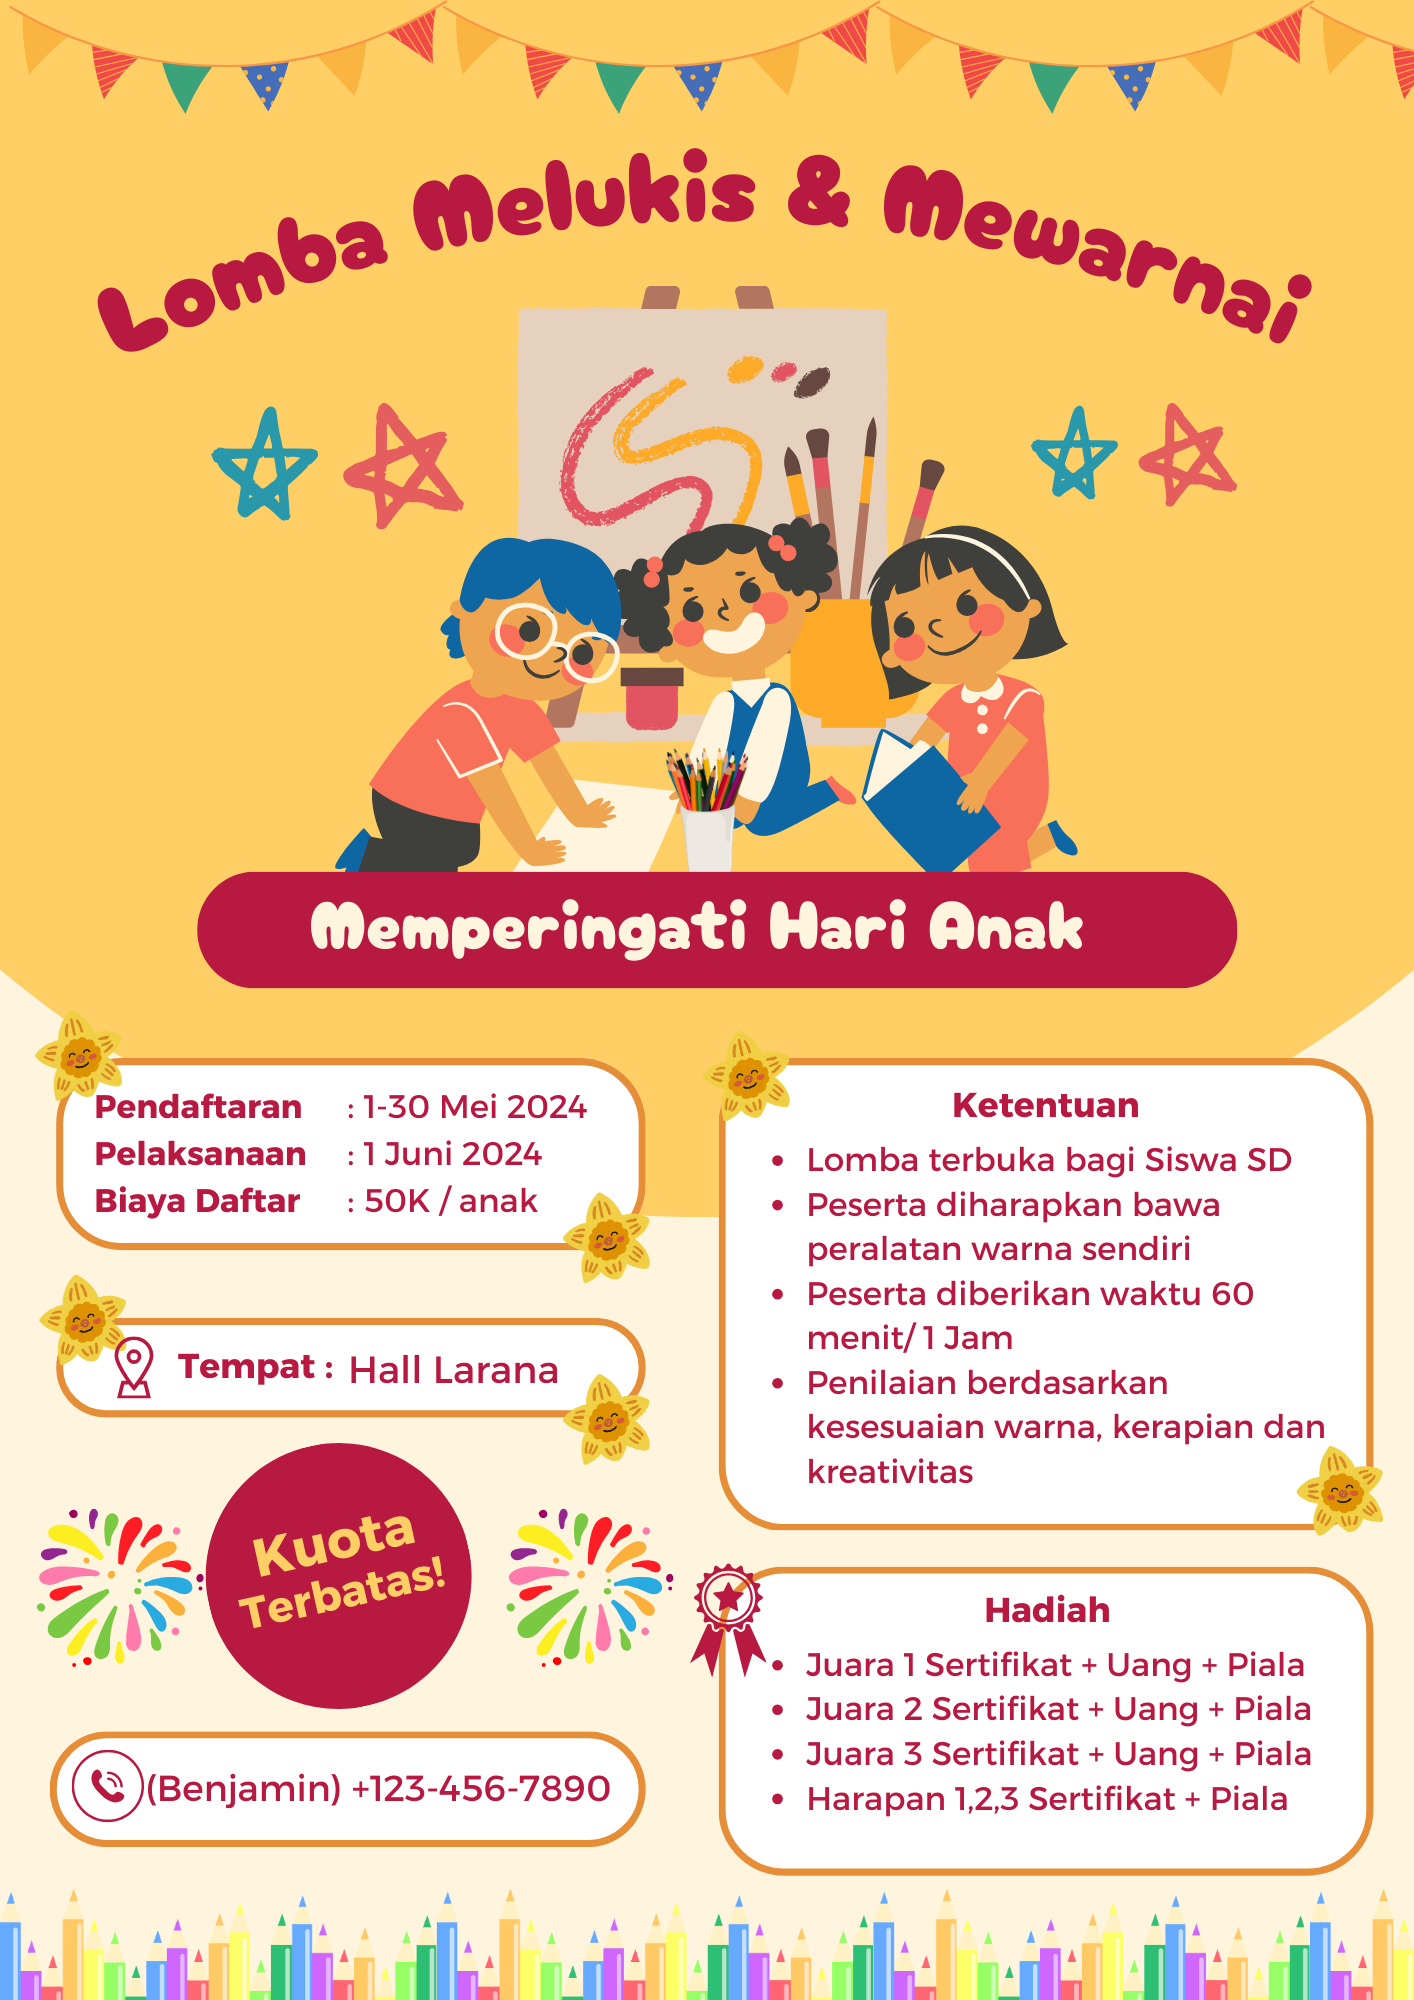 Lomba Melukis & Mewarnai
Memperingati Hari Anak
Pendaftaran : 1-30 Mei 2024
Pelaksanaan : 1 Juni 2024
Biaya Daftar : 50K / anak
Tempat : Hall Larana
Kuota
Terbatas!
(Benjamin) +123-456-7890
Ketentuan
• Lomba terbuka bagi Siswa SD
• Peserta diharapkan bawa
peralatan warna sendiri
• Peserta diberikan waktu 60
menit/ 1 Jam
• Penilaian berdasarkan
kesesuaian warna, kerapian dan
kreativitas
Hadiah
• Juara 1 Sertifikat + Uang + Piala
• Juara 2 Sertifikat + Uang + Piala
• Juara 3 Sertifikat + Uang + Piala
• Harapan 1,2,3 Sertifikat + Piala